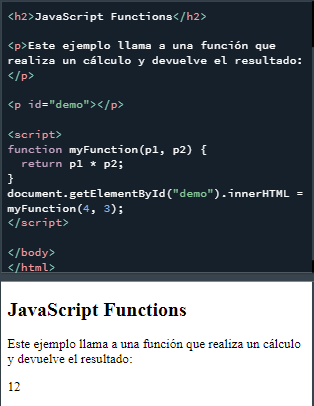 <h2>JavaScript Functions</h2>
<p>Este ejemplo llama a una función que
realiza un cálculo y devuelve el resultado:
</p>
<p id="demo"></p>
<script>
function myFunction(p1, p2) {
  return p1 * p2;
}
document.getElementById("demo").innerHTML =
myFunction(4, 3);
</script>
</body>
</html>
JavaScript Functions
Este ejemplo llama a una función que realiza un cálculo
y devuelve el resultado:
12